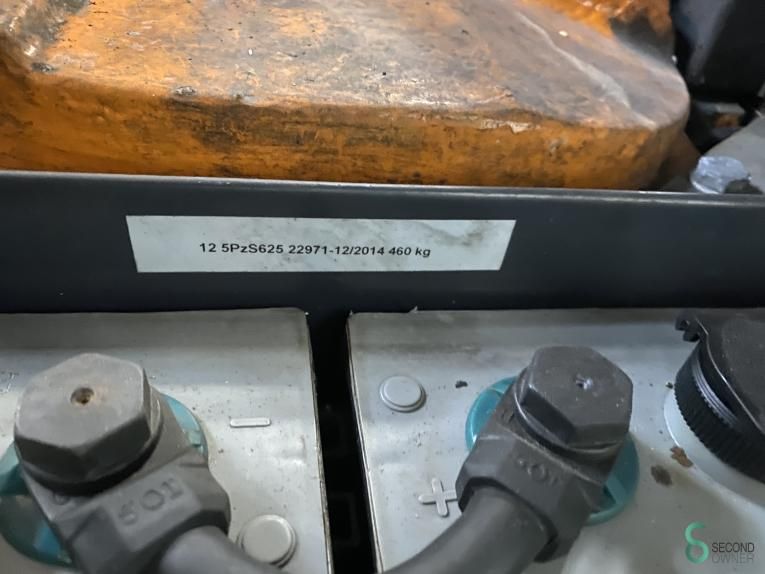 12 5PzS625 22971-12/2014 460 kg
−
+
SECOND
OWNER